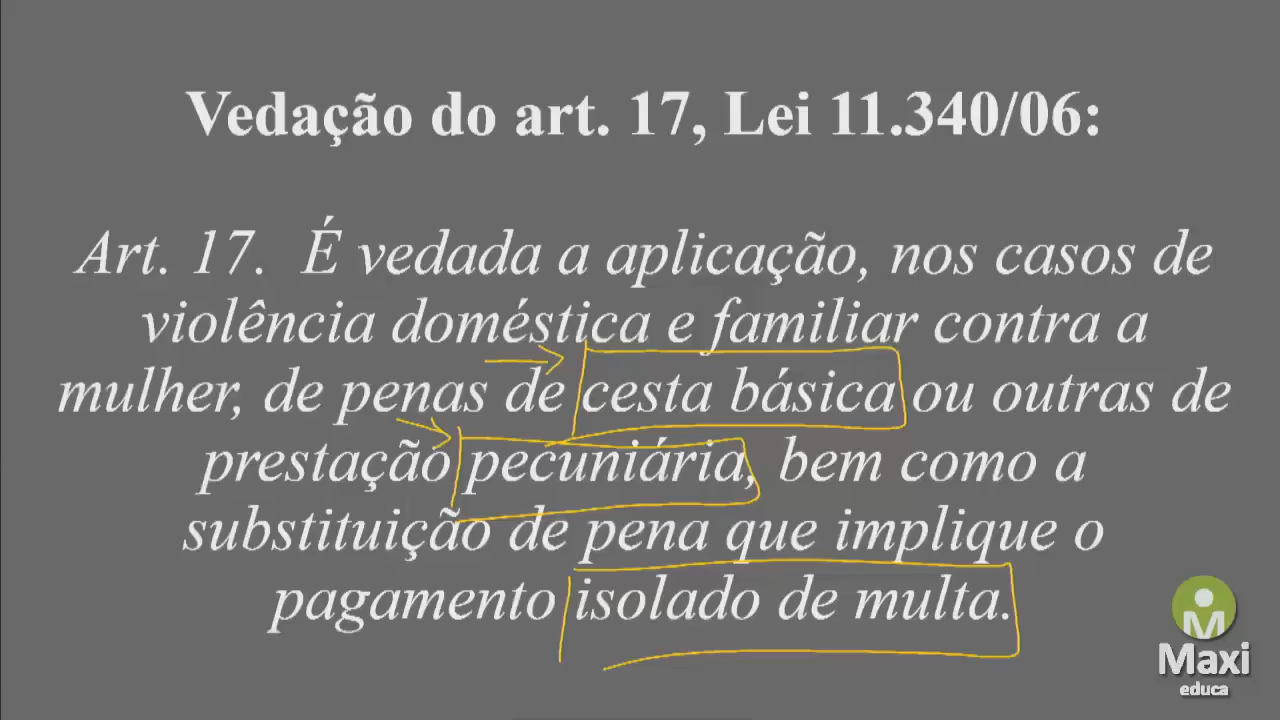 Vedação do art. 17, Lei 11.340/06:
Art. 17. É vedada a aplicação, nos casos de
violência doméstica e familiar contra a
mulher, de penas de cesta básica ou outras de
prestação pecuniária, bem como a
substituição de pena que implique o
pagamento isolado de multa.
M
Maxi
educa